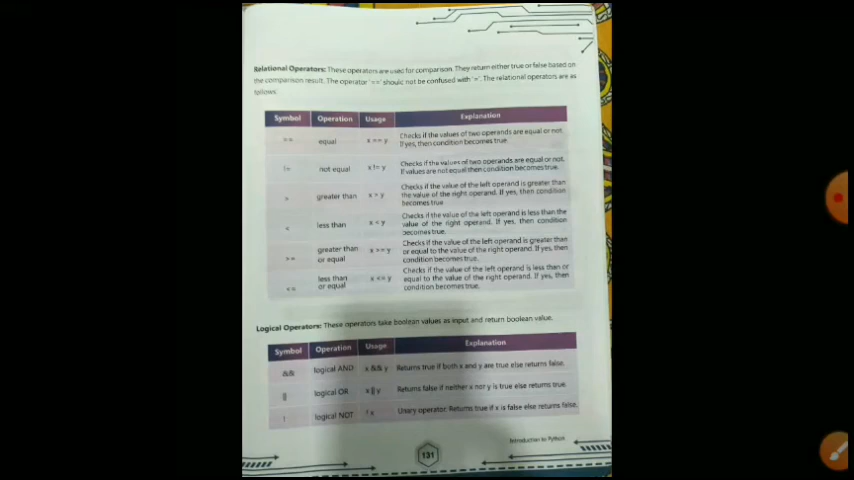 Relational Operators: These operators are used for comparison. They return either true or false based on
the comparison result. The operator '==' should not be confused with '='. The relational operators are as
follows:
Symbol Operation Usage Explanation
== equal x == y Checks if the values of two operands are equal or not.
If yes, then condition becomes true.
!= not equal x != y Checks if the values of two operands are equal or not.
If values are not equal then condition becomes true.
> greater than x > y Checks if the value of the left operand is greater than
the value of the right operand. If yes, then condition
becomes true
< less than x < y Checks if the value of the left operand is less than the
value of the right operand. If yes, then condition
becomes true.
>= greater than or equal x >= y Checks if the value of the left operand is greater than
or equal to the value of the right operand. If yes, then
condition becomes true.
<= less than or equal x <= y Checks if the value of the left operand is less than or
equal to the value of the right operand. If yes, then
condition becomes true.
Logical Operators: These operators take boolean values as input and return boolean value.
Symbol Operation Usage Explanation
&& logical AND x && y Returns true if both x and y are true else returns false.
|| logical OR x || y Returns false if neither x nor y is true else returns true.
! logical NOT ! x Unary operator. Returns true if x is false else returns false.
Introduction to Python
131